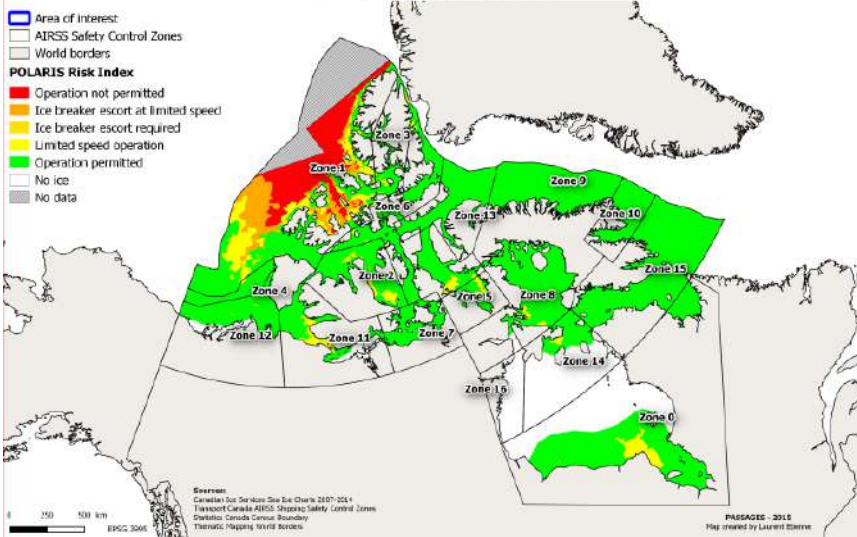 Area of interest
AIRSS Safety Control Zones
World borders
POLARIS Risk Index
Operation not permitted
Ice breaker escort at limited speed
Ice breaker escort required
Limited speed operation
Operation permitted
No ice
No data
Zone 3
Zone 1
Zone 9
Zone 6
Zone 13
Zone 10
Zone 2
Zone 15
Zone 4
Zone 5
Zone 8
Zone 12
Zone 11
Zone 7
Zone 14
Zone 16
Zone 0
Sources:
Canadian Ice Services Sea Ice Charts 2007-2014
Transport Canada AIRSS Shipping Safety Control Zones
Statistics Canada Census Boundary
Thematic Mapping World Borders
0 250 500 km
EPSG 3995
PASSAGES - 2015
Map created by Laurent Etienne